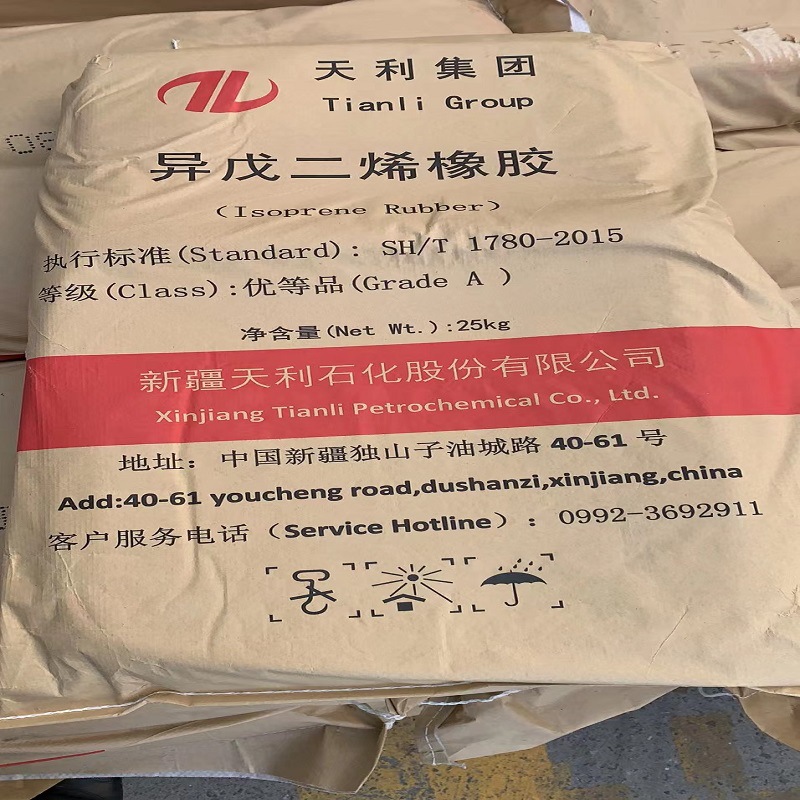 天利集团
Tianli Group
异戊二烯橡胶
(Isoprene Rubber)
执行标准(Standard): SH/T 1780-2015
等级(Class):优等品(Grade A )
净含量(Net Wt.):25kg
新疆天利石化股份有限公司
Xinjiang Tianli Petrochemical Co., Ltd.
地址: 中国新疆独山子油城路 40-61 号
Add:40-61 youcheng road,dushanzi,xinjiang,china
客户服务电话（Service Hotline）: 0992-3692911